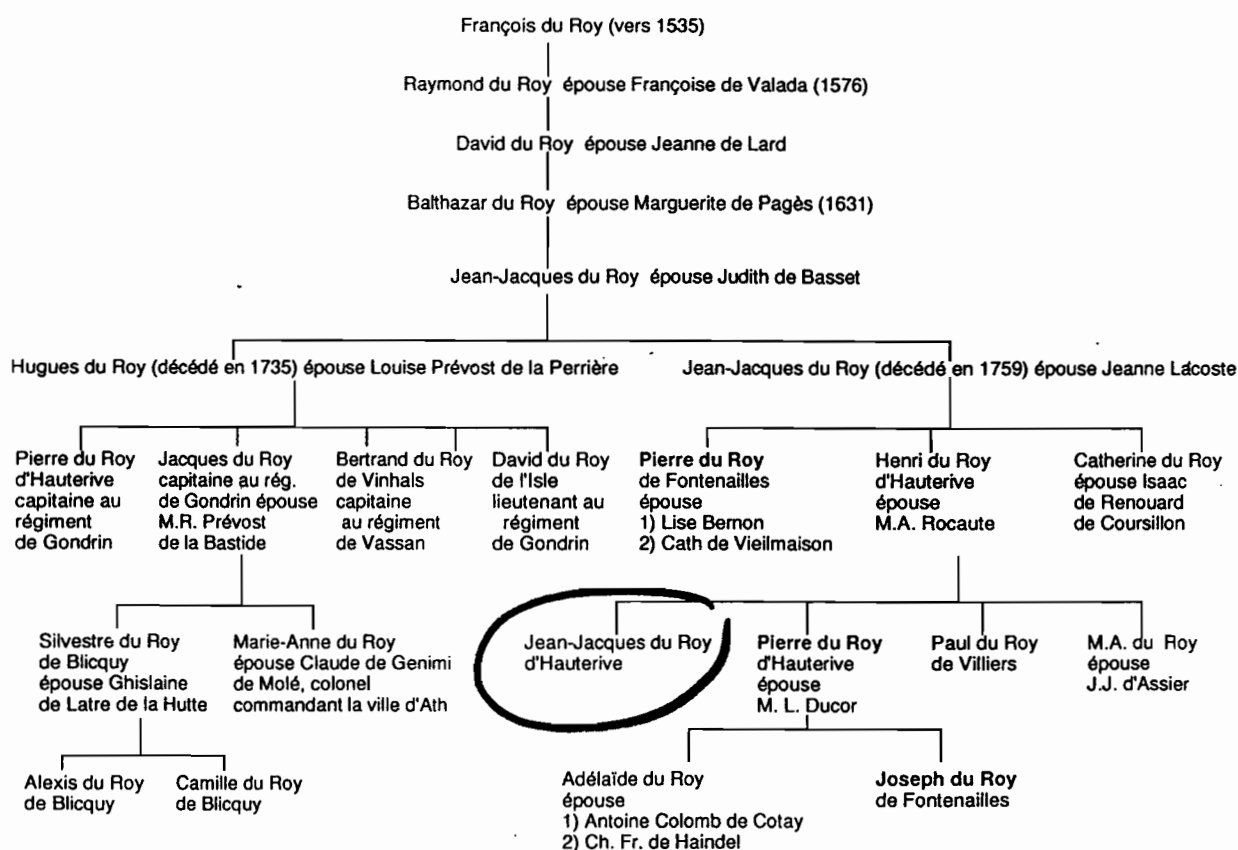 François du Roy (vers 1535)
Raymond du Roy épouse Françoise de Valada (1576)
David du Roy épouse Jeanne de Lard
Balthazar du Roy épouse Marguerite de Pagès (1631)
Jean-Jacques du Roy épouse Judith de Basset
Hugues du Roy (décédé en 1735) épouse Louise Prévost de la Perrière
Jean-Jacques du Roy (décédé en 1759) épouse Jeanne Lacoste
Pierre du Roy
d'Hauterive
capitaine au
régiment
de Gondrin
Jacques du Roy
capitaine au rég.
de Gondrin épouse
M.R. Prévost
de la Bastide
Bertrand du Roy
de Vinhals
capitaine
au régiment
de Vassan
David du Roy
de l'Isle
lieutenant au
régiment
de Gondrin
Pierre du Roy
de Fontenailles
épouse
1) Lise Bernon
2) Cath de Vieilmaison
Henri du Roy
d'Hauterive
épouse
M.A. Rocaute
Catherine du Roy
épouse Isaac
de Renouard
de Coursillon
Silvestre du Roy
de Blicquy
épouse Ghislaine
de Latre de la Hutte
Marie-Anne du Roy
épouse Claude de Genimi
de Molé, colonel
commandant la ville d'Ath
Jean-Jacques du Roy
d'Hauterive
Pierre du Roy
d'Hauterive
épouse
M. L. Ducor
Paul du Roy
de Villiers
M.A. du Roy
épouse
J.J. d'Assier
Alexis du Roy
de Blicquy
Camille du Roy
de Blicquy
Adélaïde du Roy
épouse
1) Antoine Colomb de Cotay
2) Ch. Fr. de Haindel
Joseph du Roy
de Fontenailles